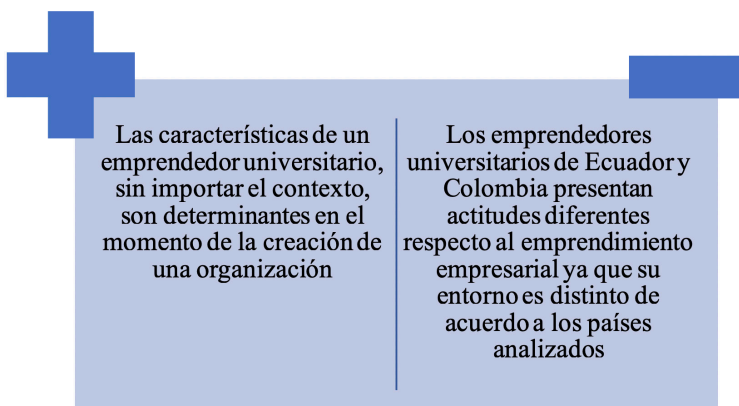 Las características de un
emprendedor universitario,
sin importar el contexto,
son determinantes en el
momento de la creación de
una organización
Los emprendedores
universitarios de Ecuador y
Colombia presentan
actitudes diferentes
respecto al emprendimiento
empresarial ya que su
entorno es distinto de
acuerdo a los países
analizados